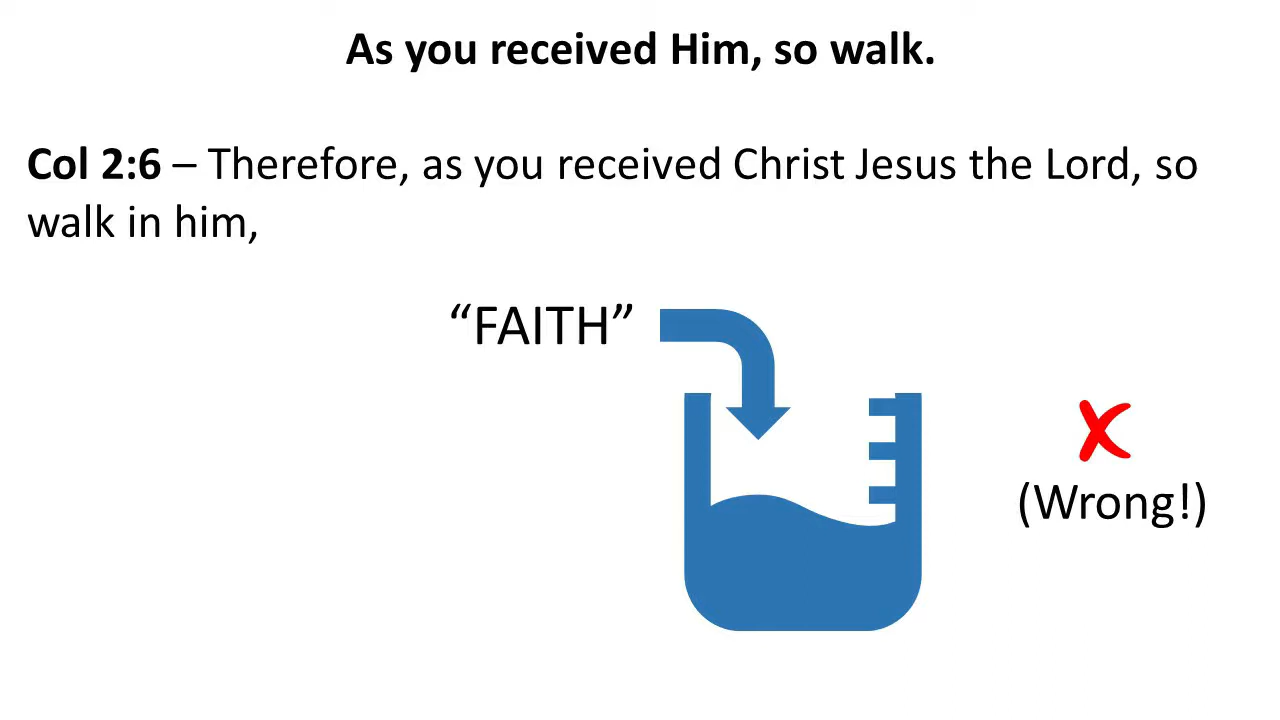 As you received Him, so walk.
Col 2:6 – Therefore, as you received Christ Jesus the Lord, so
walk in him,
“FAITH”
(Wrong!)